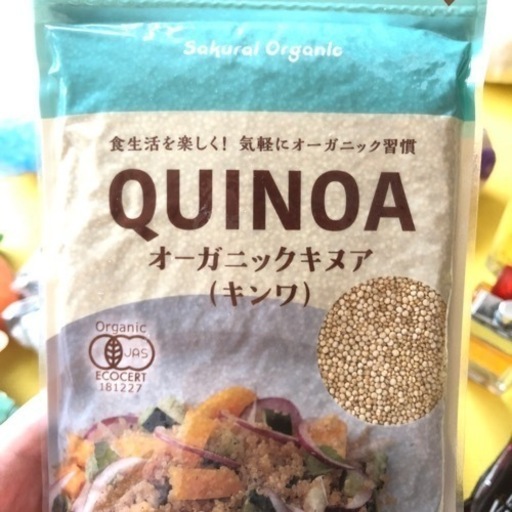 Sakurai Organic
食生活を楽しく! 気軽にオーガニック習慣
QUINOA
オーガニックキヌア
(キンワ)
Organic
JAS
ECOCERT
181227